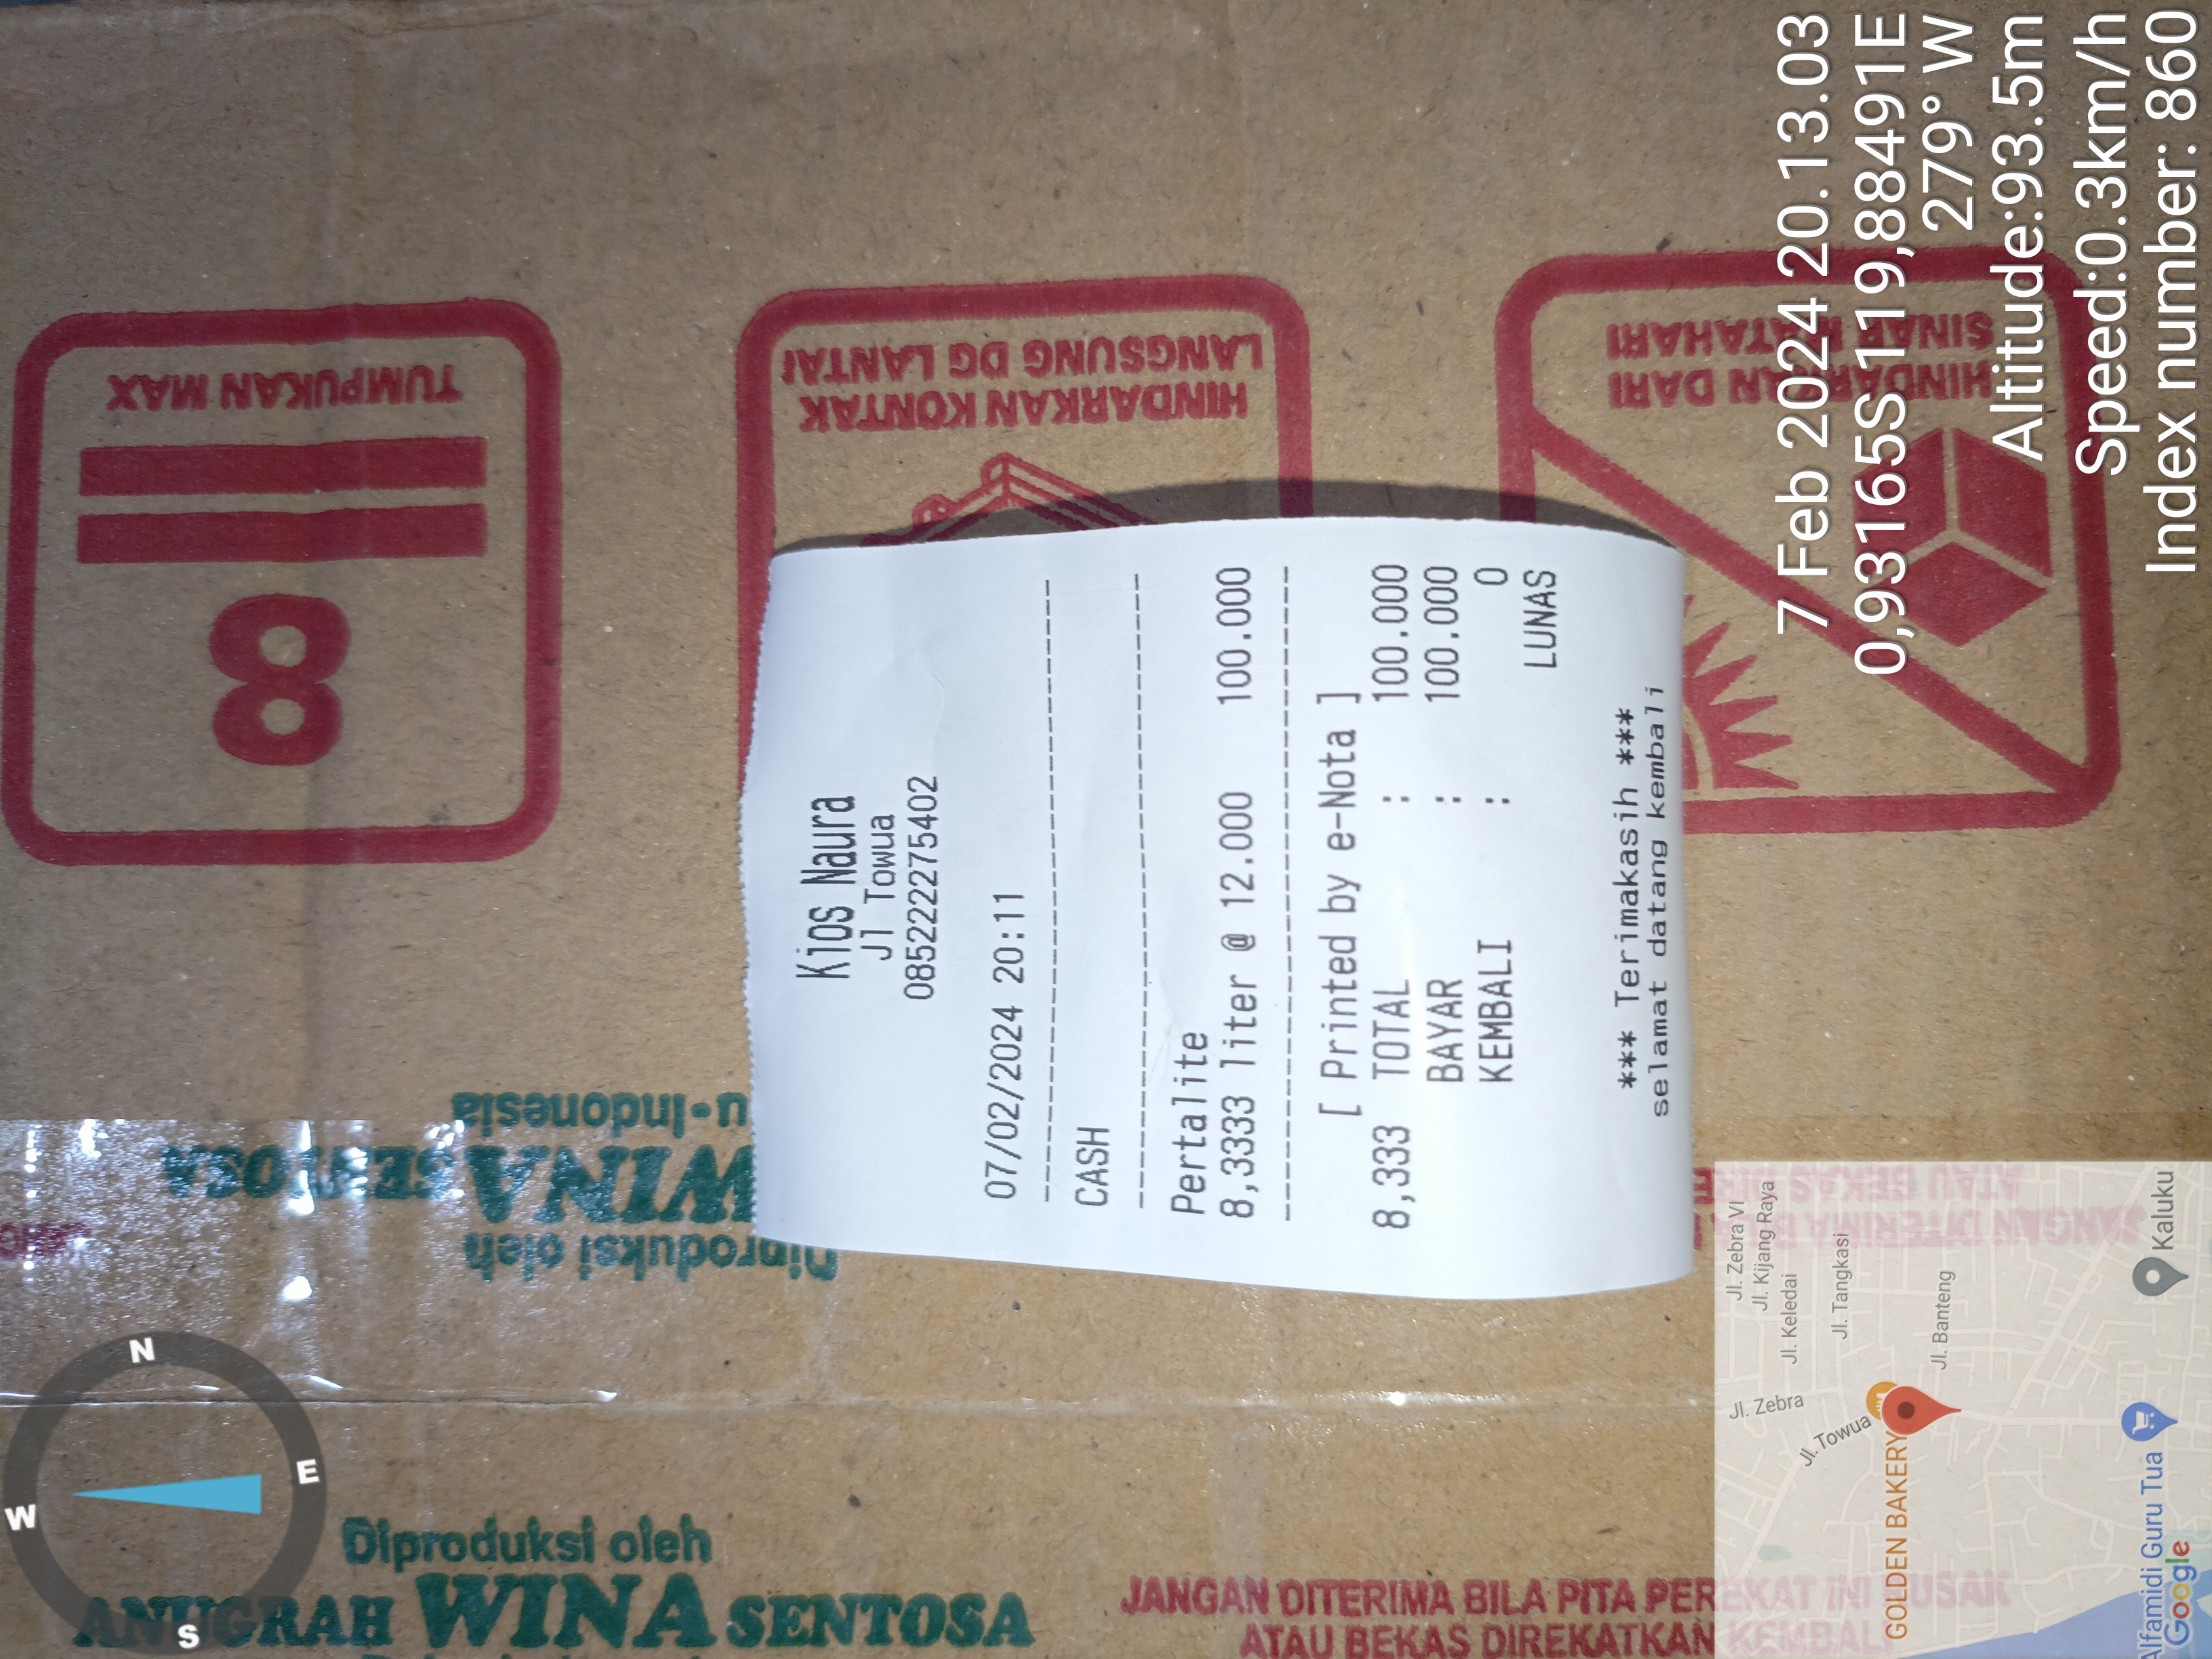 Kios Naura
Jl Towua
085222275402
07/02/2024 20:11
CASH
Pertalite
8,3333 liter @ 12.000 100.000
[ Printed by e-Nota ]
8,333 TOTAL : 100.000
BAYAR : 100.000
KEMBALI : 0
LUNAS
*** Terimakasih ***
selamat datang kembali
7 Feb 2024 20.13.03
0,93165S 119,88491E
279° W
Altitude:93.5m
Speed:0.3km/h
Index number: 860
TUMPUKAN MAX
8
HINDARKAN KONTAK
LANGSUNG DG LANTAI
HINDARKAN DARI
SINAR MATAHARI
Diproduksi oleh
WINA SENTOSA
u-Indonesia
Diproduksi oleh
ANUGRAH WINA SENTOSA
JANGAN DITERIMA BILA PITA PEREKAT INI RUSAK
ATAU BEKAS DIREKATKAN KEMBALI
JANGAN DITERIMA
ATAU BEKAS
N
E
S
W
Jl. Zebra VI
Jl. Kijang Raya
Jl. Keledai
Jl. Tangkasi
Jl. Banteng
Jl. Zebra
Jl. Towua
GOLDEN BAKERY
Kaluku
Alfamidi Guru Tua
Google